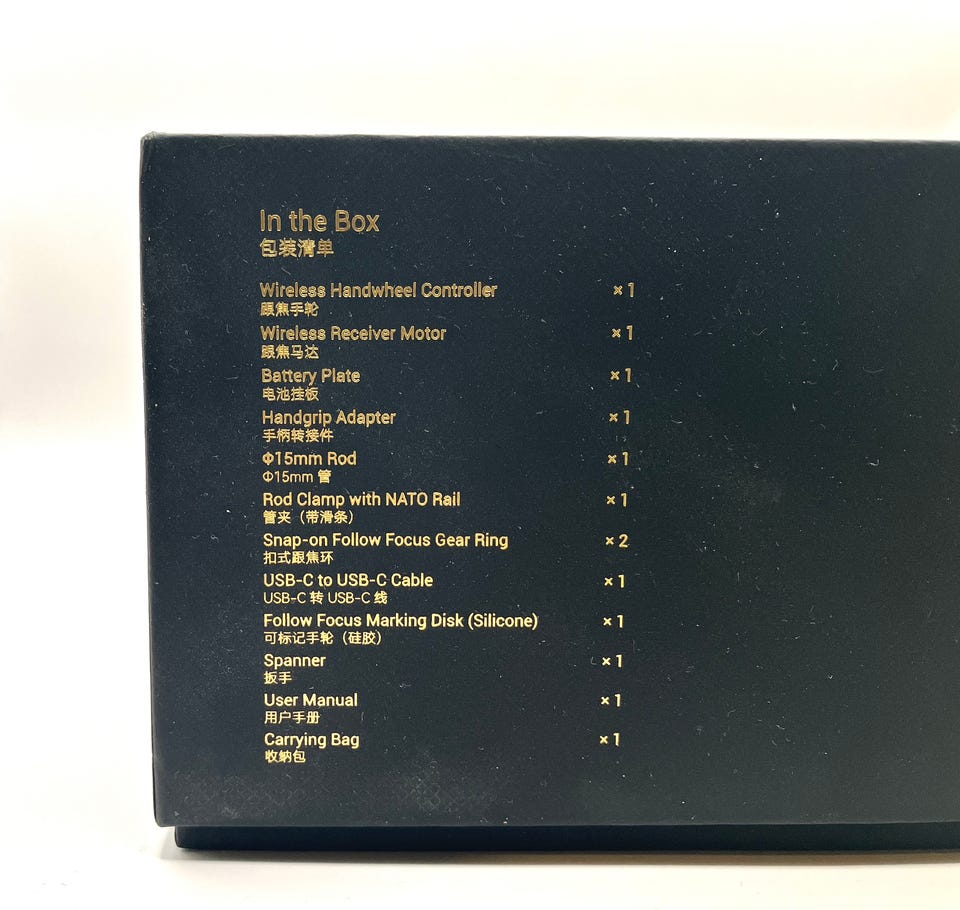 In the Box
包装清单
Wireless Handwheel Controller ×1
跟焦手轮
Wireless Receiver Motor ×1
跟焦马达
Battery Plate ×1
电池挂板
Handgrip Adapter ×1
手柄转接件
Φ15mm Rod ×1
Φ15mm 管
Rod Clamp with NATO Rail ×1
管夹（带滑条）
Snap-on Follow Focus Gear Ring ×2
扣式跟焦环
USB-C to USB-C Cable ×1
USB-C 转 USB-C 线
Follow Focus Marking Disk (Silicone) ×1
可标记手轮（硅胶）
Spanner ×1
扳手
User Manual ×1
用户手册
Carrying Bag ×1
收纳包